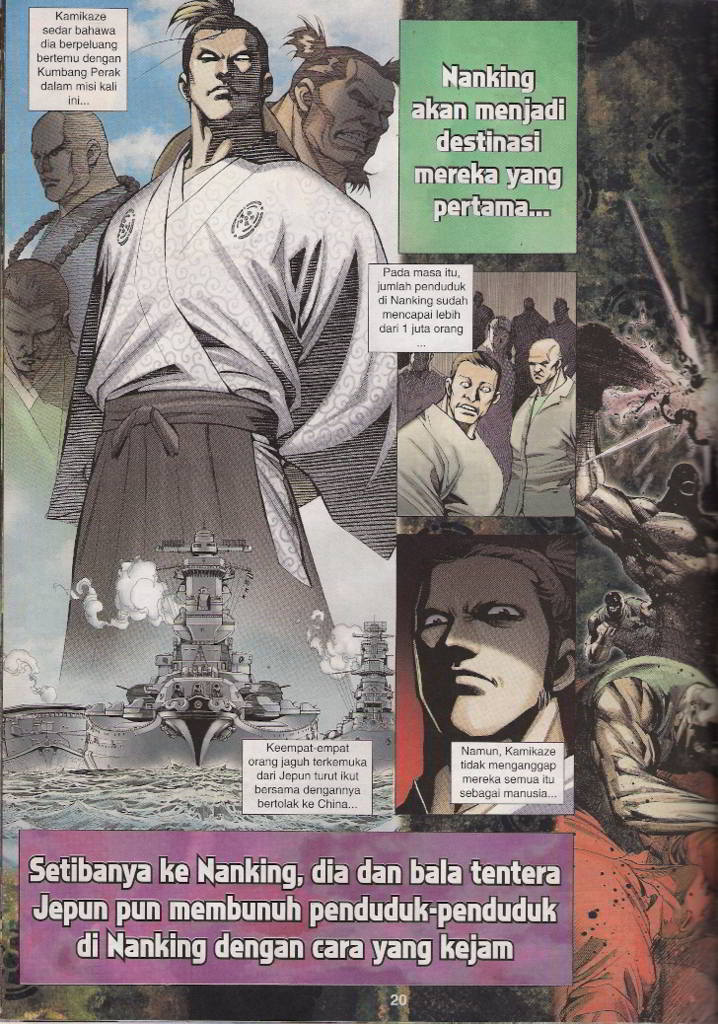 Kamikaze
sedar bahawa
dia berpeluang
bertemu dengan
Kumbang Perak
dalam misi kali
ini...
Nanking
akan menjadi
destinasi
mereka yang
pertama...
Pada masa itu,
jumlah penduduk
di Nanking sudah
mencapai lebih
dari 1 juta orang
...
Keempat-empat
orang jaguh terkemuka
dari Jepun turut ikut
bersama dengannya
bertolak ke China...
Namun, Kamikaze
tidak menganggap
mereka semua itu
sebagai manusia...
Setibanya ke Nanking, dia dan bala tentera
Jepun pun membunuh penduduk-penduduk
di Nanking dengan cara yang kejam
20